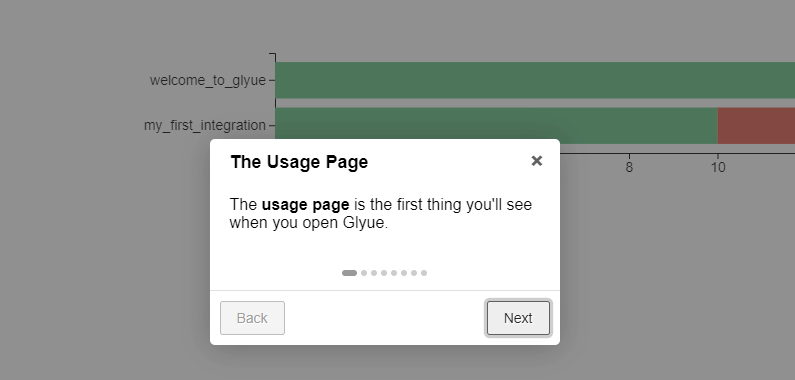 welcome_to_glyue
my_first_integration
8
10
The Usage Page
The usage page is the first thing you'll see
when you open Glyue.
Back
Next